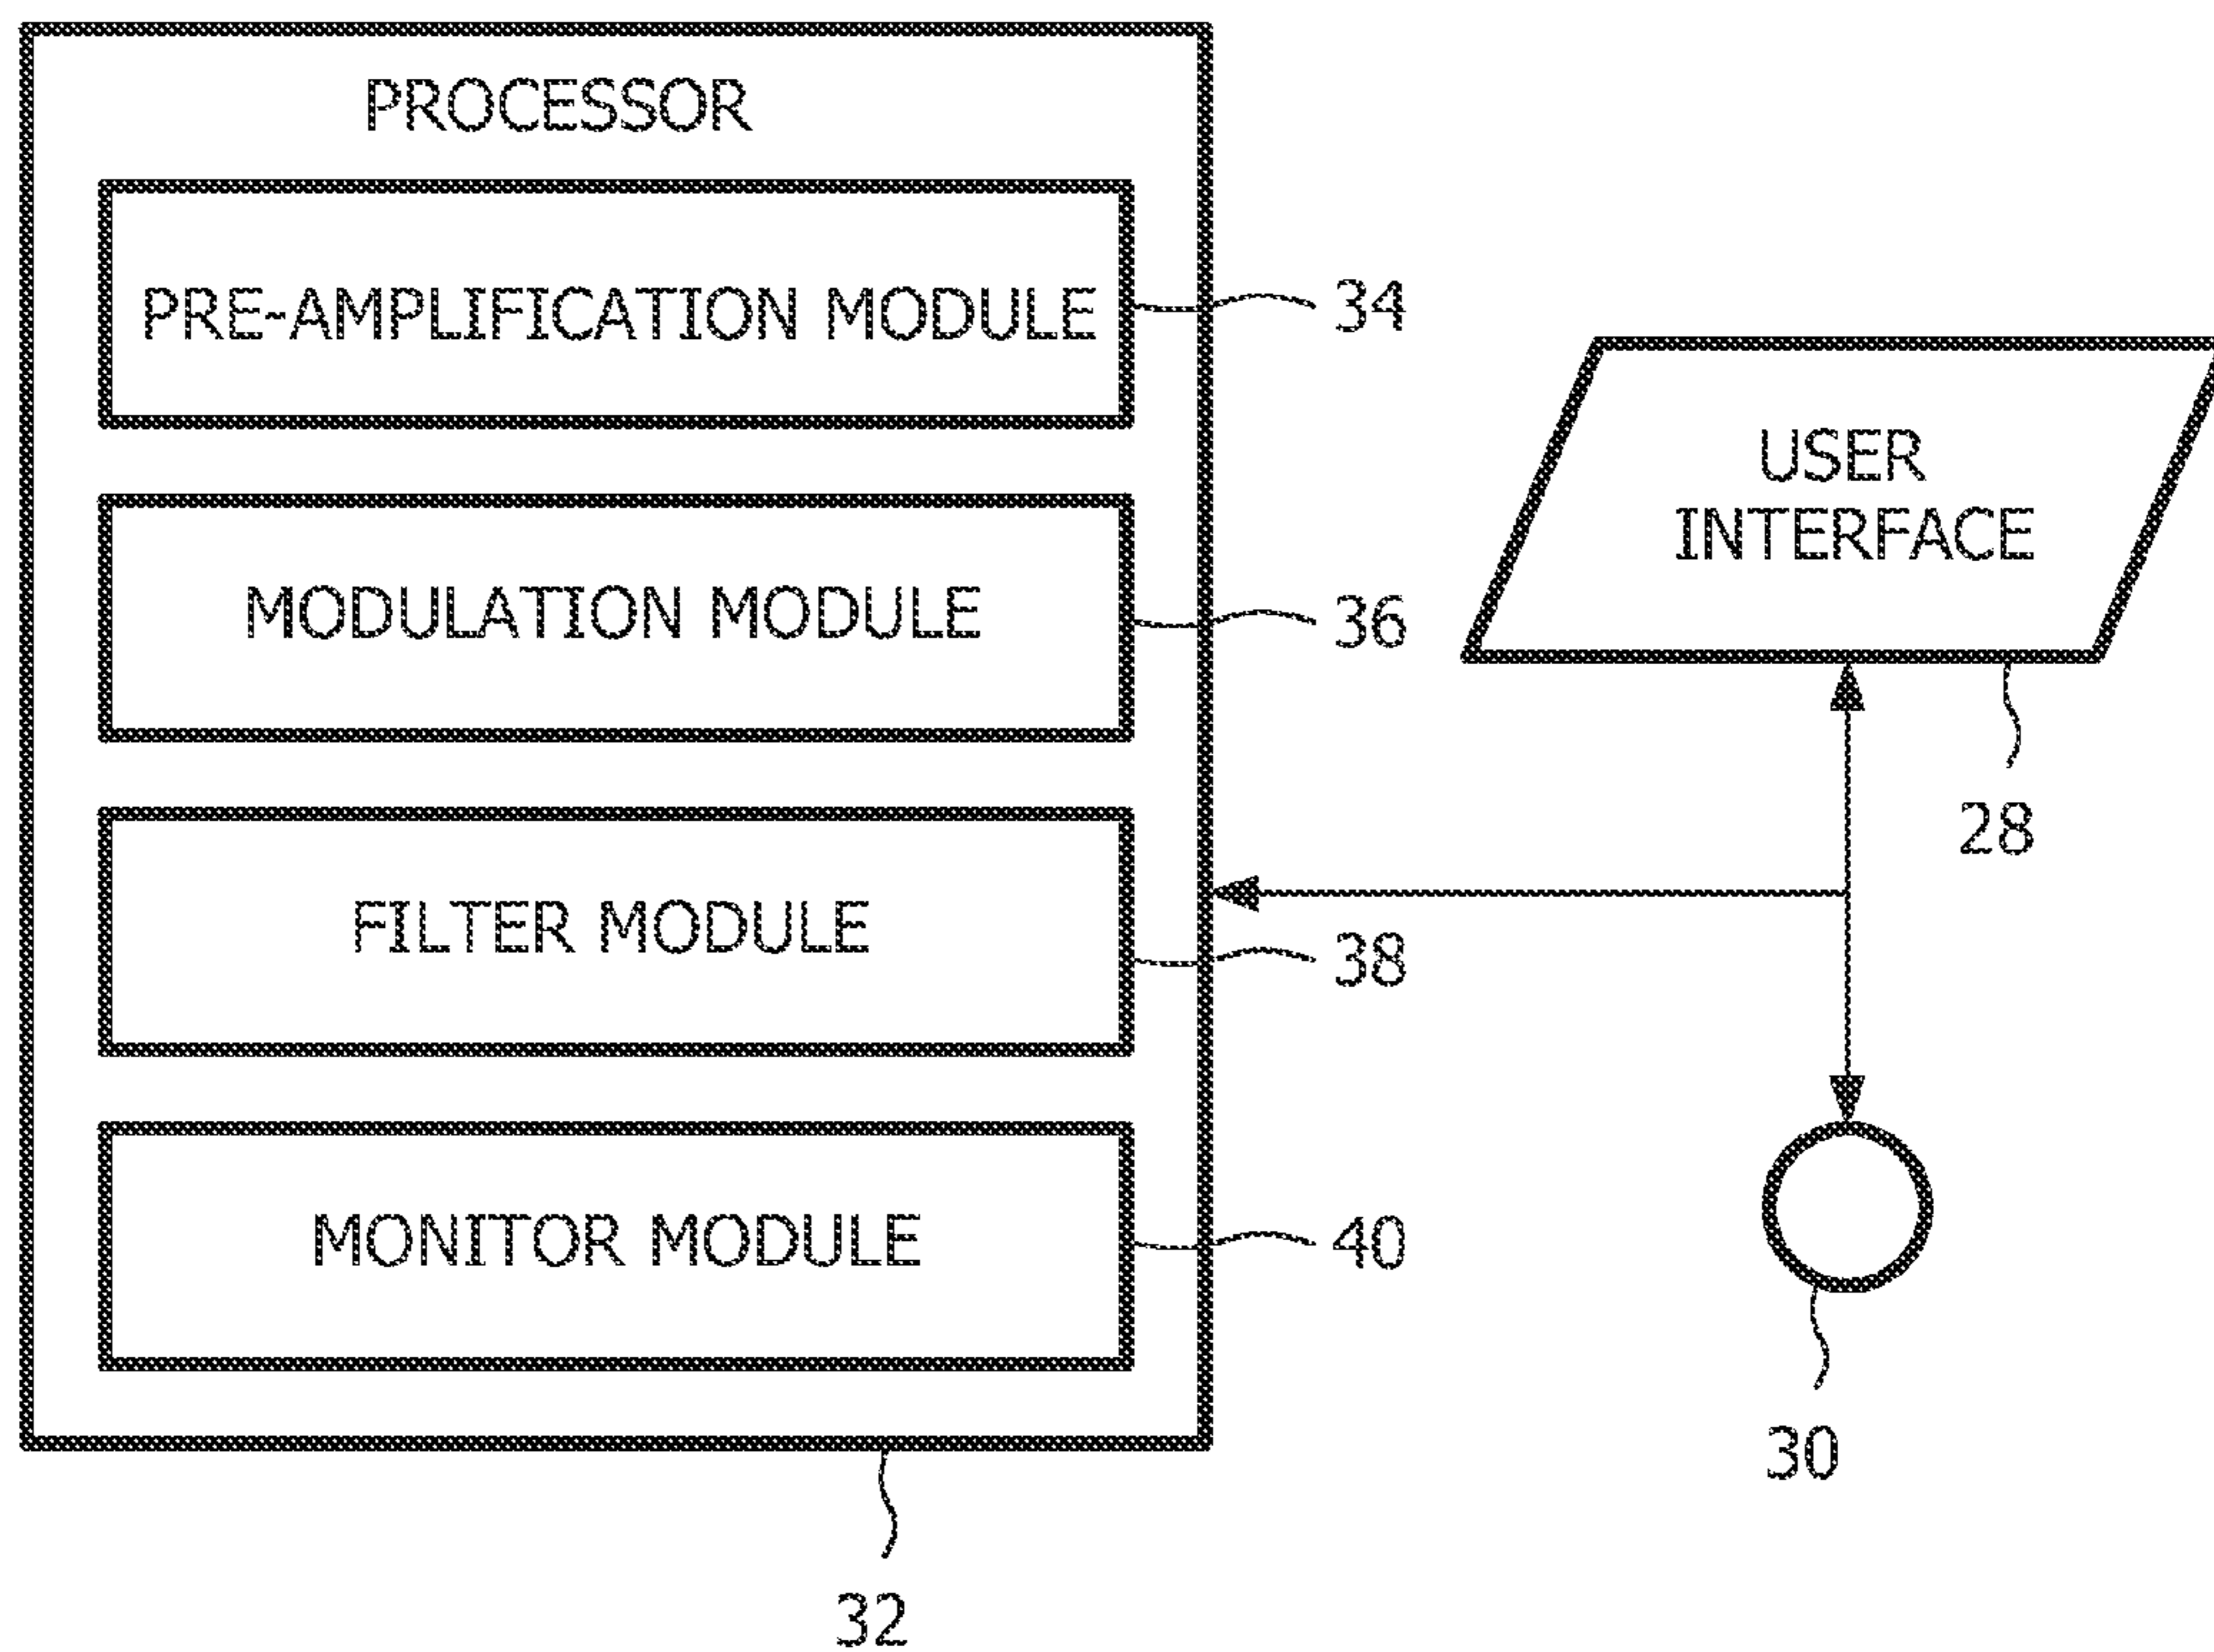 PROCESSOR
PRE-AMPLIFICATION MODULE
34
MODULATION MODULE
36
FILTER MODULE
38
MONITOR MODULE
40
32
USER
INTERFACE
28
30